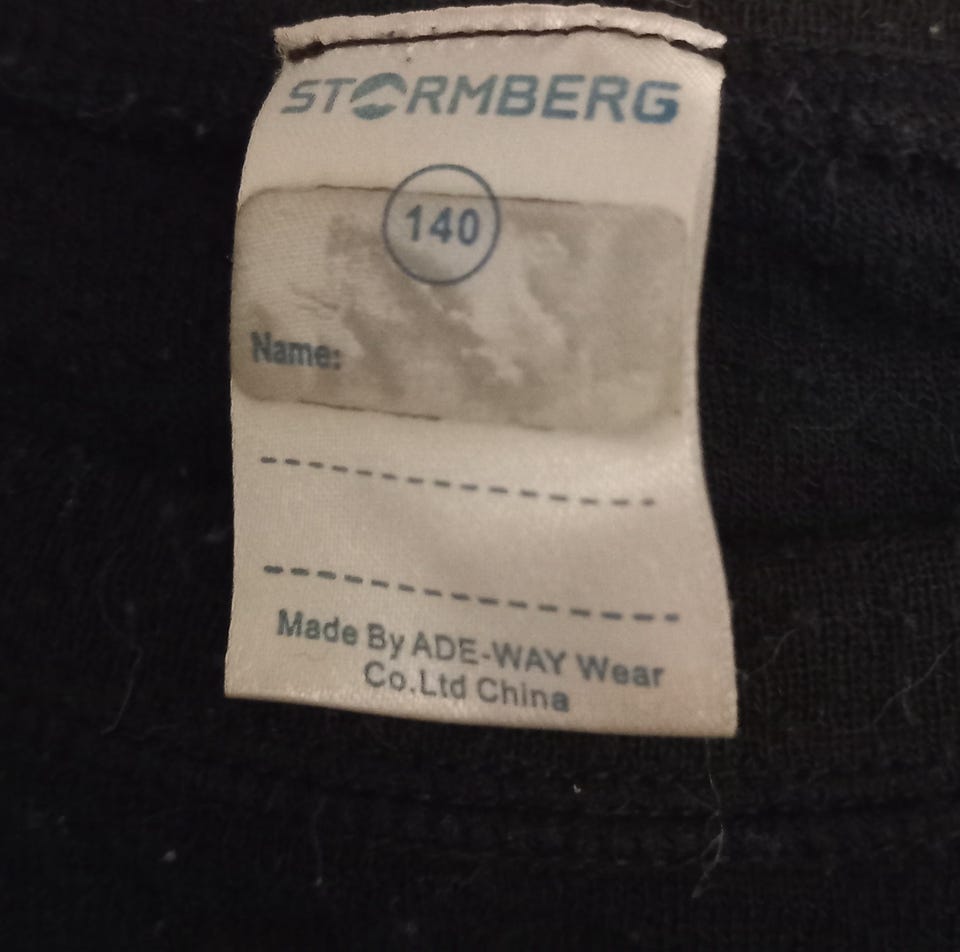 STORMBERG
140
Name:
Made By ADE-WAY Wear
Co.Ltd China